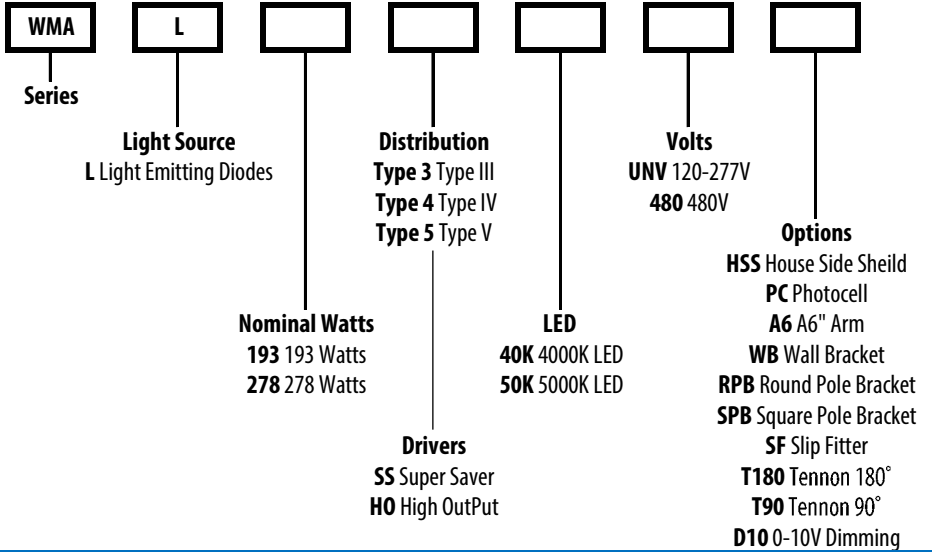 WMA
L
Series
Light Source
L Light Emitting Diodes
Nominal Watts
193 193 Watts
278 278 Watts
Distribution
Type 3 Type III
Type 4 Type IV
Type 5 Type V
Drivers
SS Super Saver
HO High OutPut
LED
40K 4000K LED
50K 5000K LED
Volts
UNV 120-277V
480 480V
Options
HSS House Side Sheild
PC Photocell
A6 A6" Arm
WB Wall Bracket
RPB Round Pole Bracket
SPB Square Pole Bracket
SF Slip Fitter
T180 Tennon 180°
T90 Tennon 90°
D10 0-10V Dimming